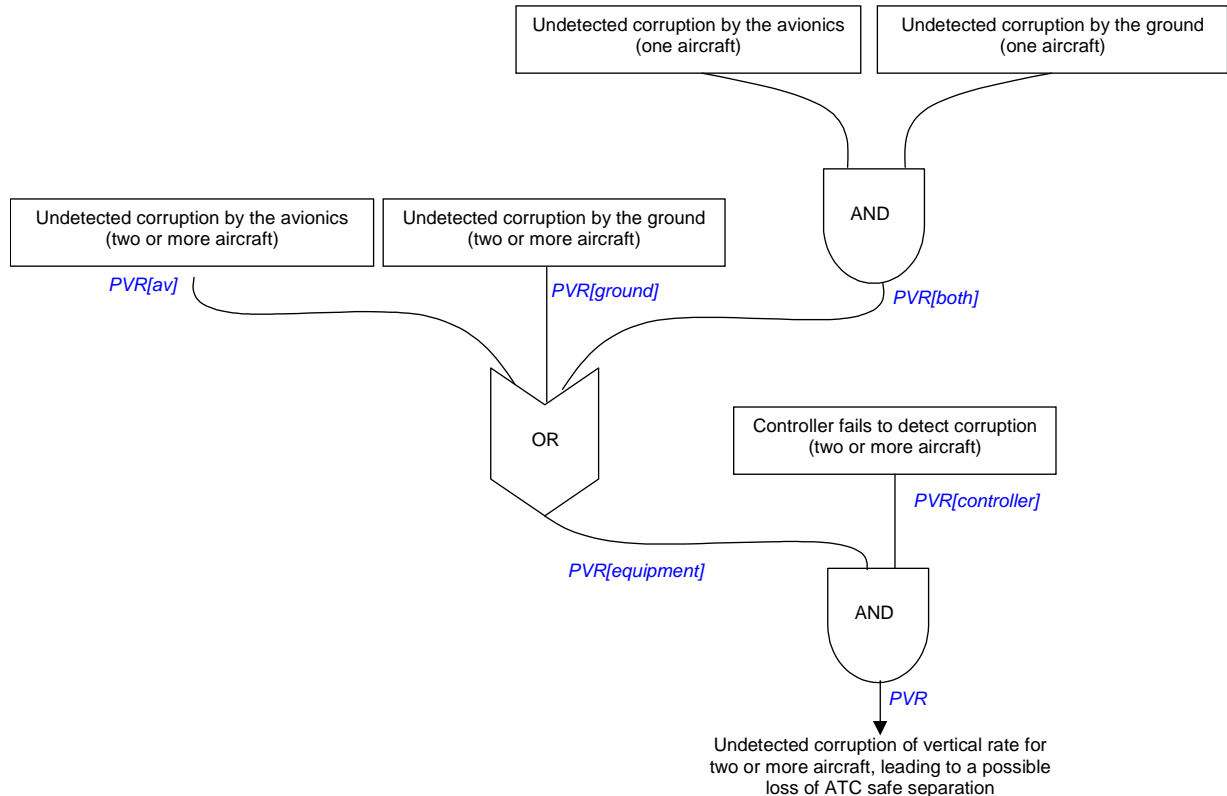 Undetected corruption by the avionics
(one aircraft)
Undetected corruption by the ground
(one aircraft)
AND
Undetected corruption by the avionics
(two or more aircraft)
Undetected corruption by the ground
(two or more aircraft)
PVR[av]
PVR[ground]
PVR[both]
OR
Controller fails to detect corruption
(two or more aircraft)
PVR[controller]
PVR[equipment]
AND
PVR
Undetected corruption of vertical rate for
two or more aircraft, leading to a possible
loss of ATC safe separation